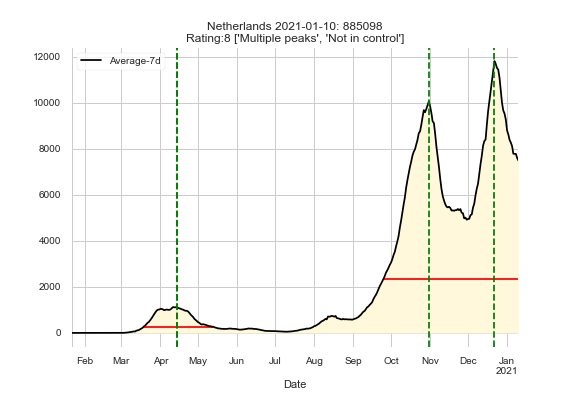 Netherlands 2021-01-10: 885098
Rating:8 ['Multiple peaks', 'Not in control']
Average-7d
12000
10000
8000
6000
4000
2000
0
Feb Mar Apr May Jun Jul Aug Sep Oct Nov Dec Jan
2021
Date